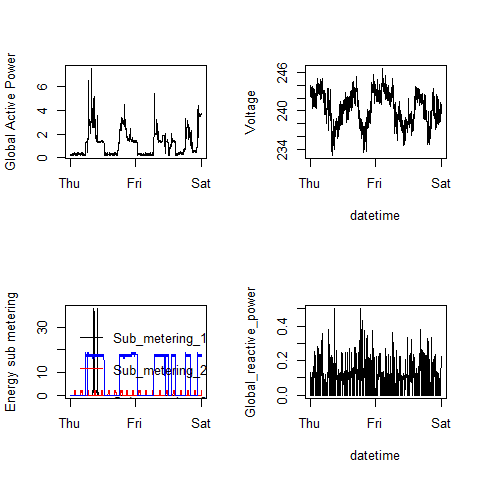 Global Active Power
0 2 4 6
Thu Fri Sat
Voltage
234 240 246
Thu Fri Sat
datetime
Energy sub metering
0 10 30
Sub_metering_1
Sub_metering_2
Thu Fri Sat
Global_reactive_power
0.0 0.2 0.4
Thu Fri Sat
datetime